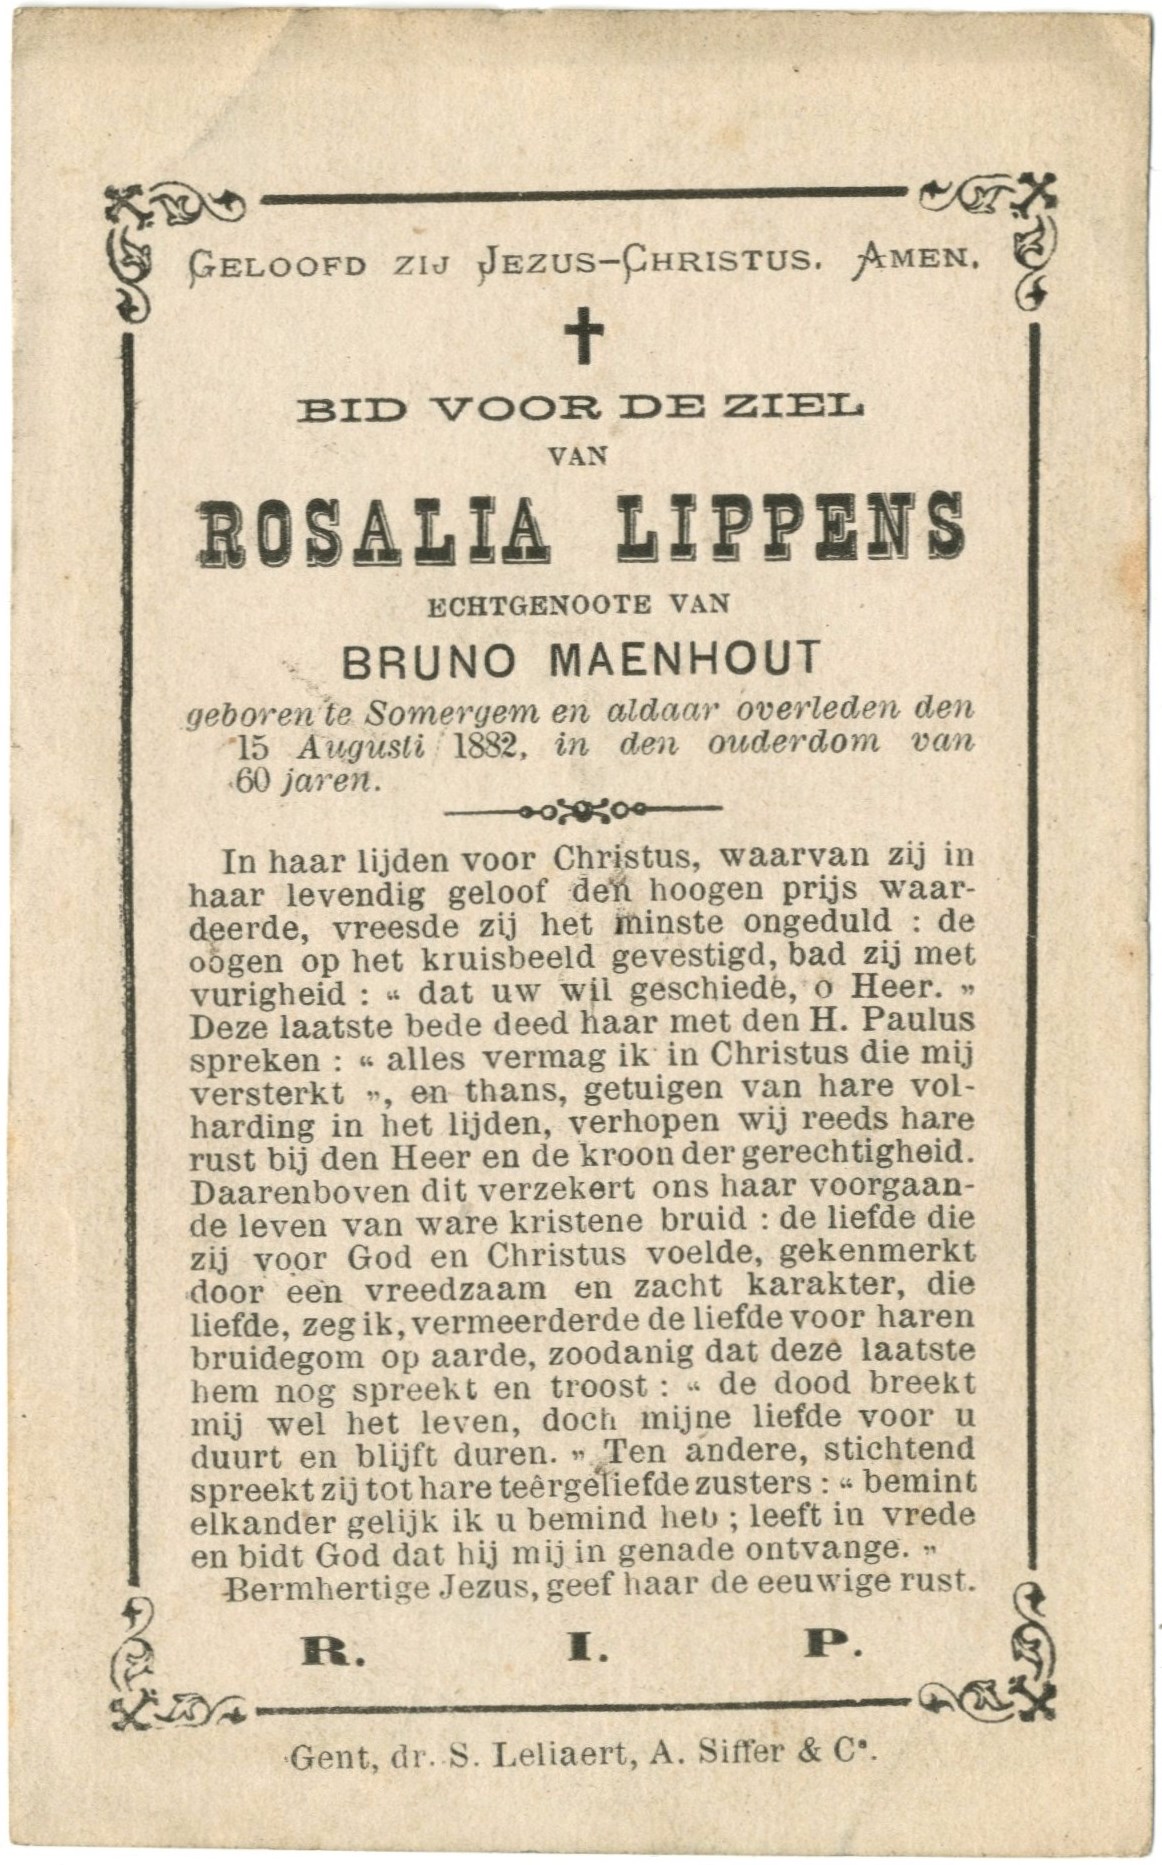 GELOOFD ZIJ JEZUS-CHRISTUS. AMEN.
BID VOOR DE ZIEL
VAN
ROSALIA LIPPENS
ECHTGENOOTE VAN
BRUNO MAENHOUT
geboren te Somergem en aldaar overleden den
15 Augusti 1882, in den ouderdom van
60 jaren.
In haar lijden voor Christus, waarvan zij in
haar levendig geloof den hoogen prijs waar-
deerde, vreesde zij het minste ongeduld : de
oogen op het kruisbeeld gevestigd, bad zij met
vurigheid : “ dat uw wil geschiede, o Heer. ”
Deze laatste bede deed haar met den H. Paulus
spreken : “ alles vermag ik in Christus die mij
versterkt ”, en thans, getuigen van hare vol-
harding in het lijden, verhopen wij reeds hare
rust bij den Heer en de kroon der gerechtigheid.
Daarenboven dit verzekert ons haar voorgaan-
de leven van ware kristene bruid : de liefde die
zij voor God en Christus voelde, gekenmerkt
door een vreedzaam en zacht karakter, die
liefde, zeg ik, vermeerderde de liefde voor haren
bruidegom op aarde, zoodanig dat deze laatste
hem nog spreekt en troost : “ de dood breekt
mij wel het leven, doch mijne liefde voor u
duurt en blijft duren. ” Ten andere, stichtend
spreekt zij tot hare teêrgeliefde zusters : “ bemint
elkander gelijk ik u bemind heb ; leeft in vrede
en bidt God dat hij mij in genade ontvange. ”
Bermhertige Jezus, geef haar de eeuwige rust.
R. I. P.
Gent, dr. S. Leliaert, A. Siffer & Cᵉ.